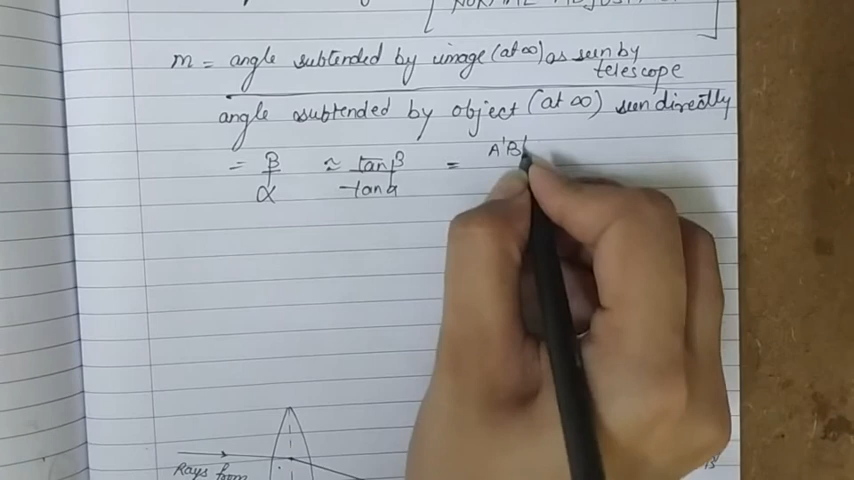 m = angle subtended by image (at ∞) as seen by
telescope
angle subtended by object (at ∞) seen directly
= β/α ≈ tanβ/tanα = A'B'
Rays from
B'